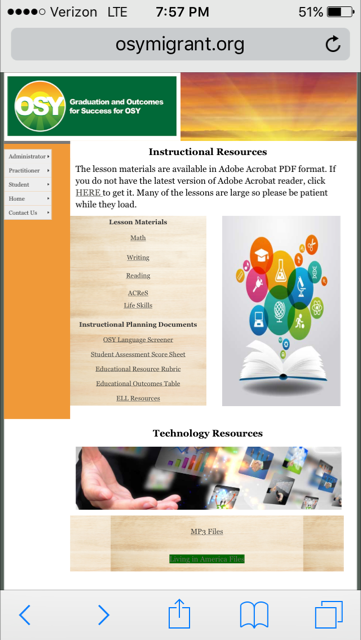 Verizon LTE 7:57 PM 51%
osymigrant.org
OSY Graduation and Outcomes
for Success for OSY
Administrator
Practitioner
Student
Home
Contact Us
Instructional Resources
The lesson materials are available in Adobe Acrobat PDF format. If
you do not have the latest version of Adobe Acrobat reader, click
HERE to get it. Many of the lessons are large so please be patient
while they load.
Lesson Materials
Math
Writing
Reading
ACReS
Life Skills
Instructional Planning Documents
OSY Language Screener
Student Assessment Score Sheet
Educational Resource Rubric
Educational Outcomes Table
ELL Resources
Technology Resources
MP3 Files
Living in America Files